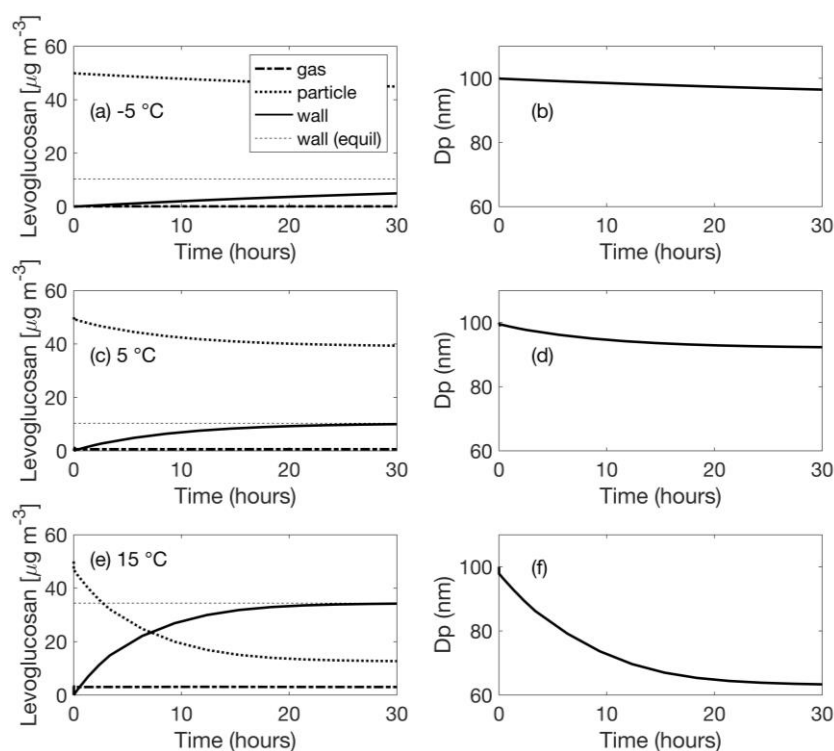 60
40
20
0
0
10
20
30
Levoglucosan [µg m⁻³]
Time (hours)
(a) -5 °C
gas
particle
wall
wall (equil)
100
80
60
0
10
20
30
Dp (nm)
Time (hours)
(b)
60
40
20
0
0
10
20
30
Levoglucosan [µg m⁻³]
Time (hours)
(c) 5 °C
100
80
60
0
10
20
30
Dp (nm)
Time (hours)
(d)
60
40
20
0
0
10
20
30
Levoglucosan [µg m⁻³]
Time (hours)
(e) 15 °C
100
80
60
0
10
20
30
Dp (nm)
Time (hours)
(f)